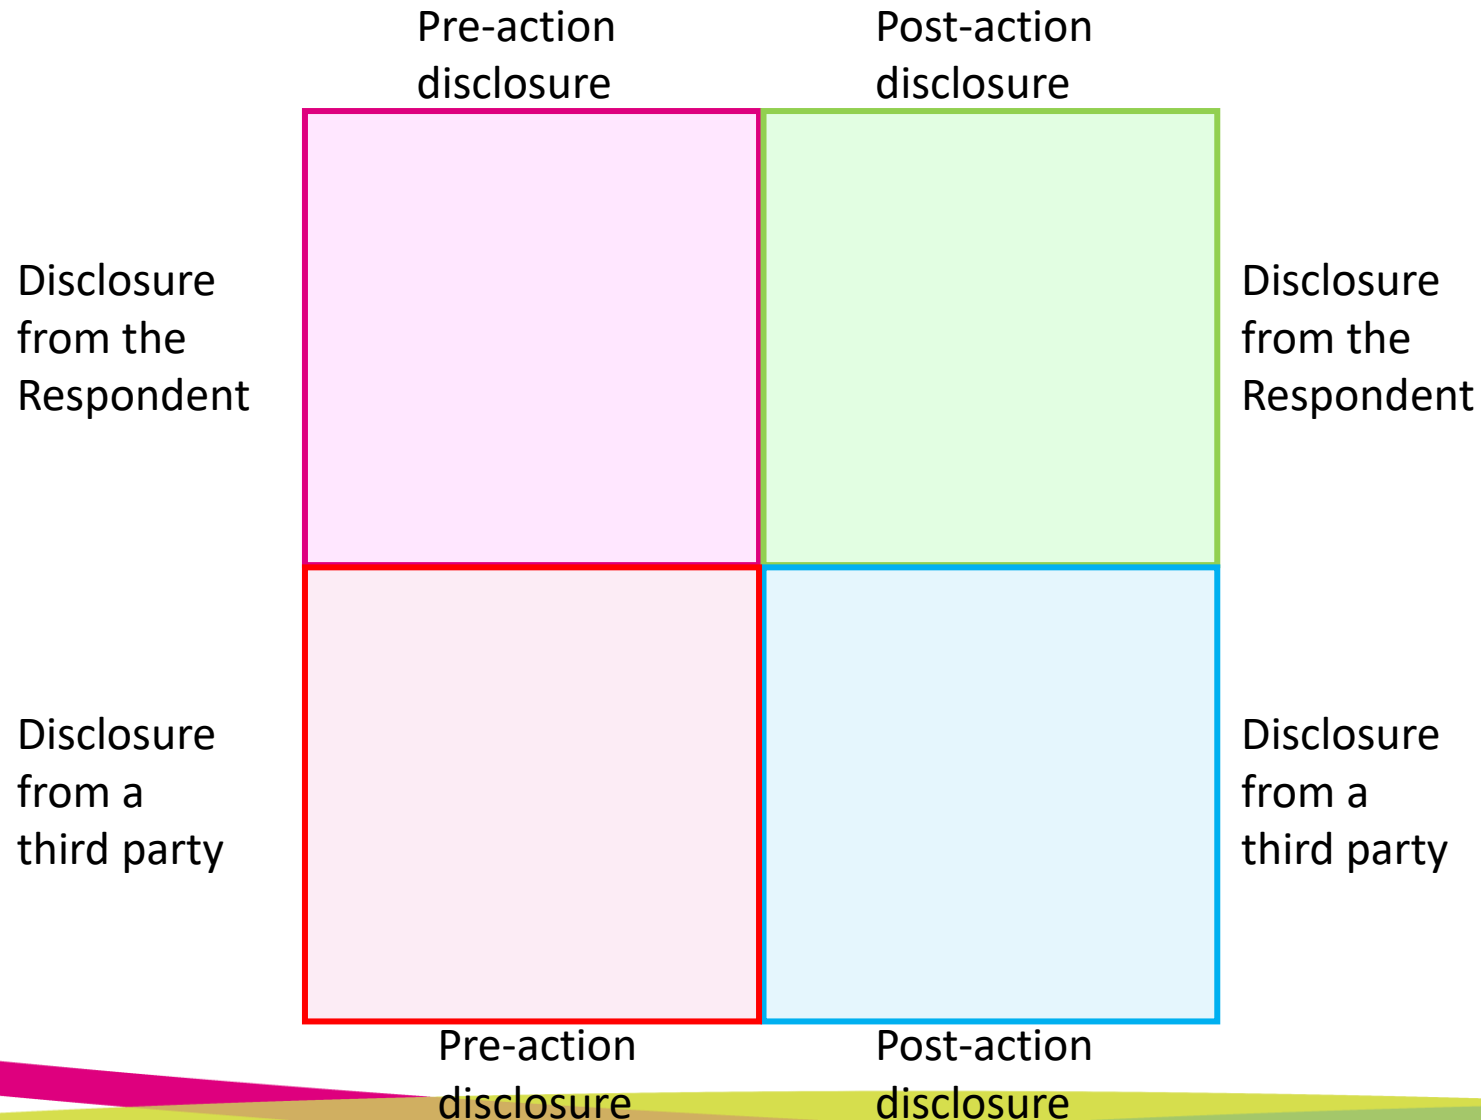 Pre-action
disclosure
Post-action
disclosure
Disclosure
from the
Respondent
Disclosure
from the
Respondent
Disclosure
from a
third party
Disclosure
from a
third party
Pre-action
disclosure
Post-action
disclosure